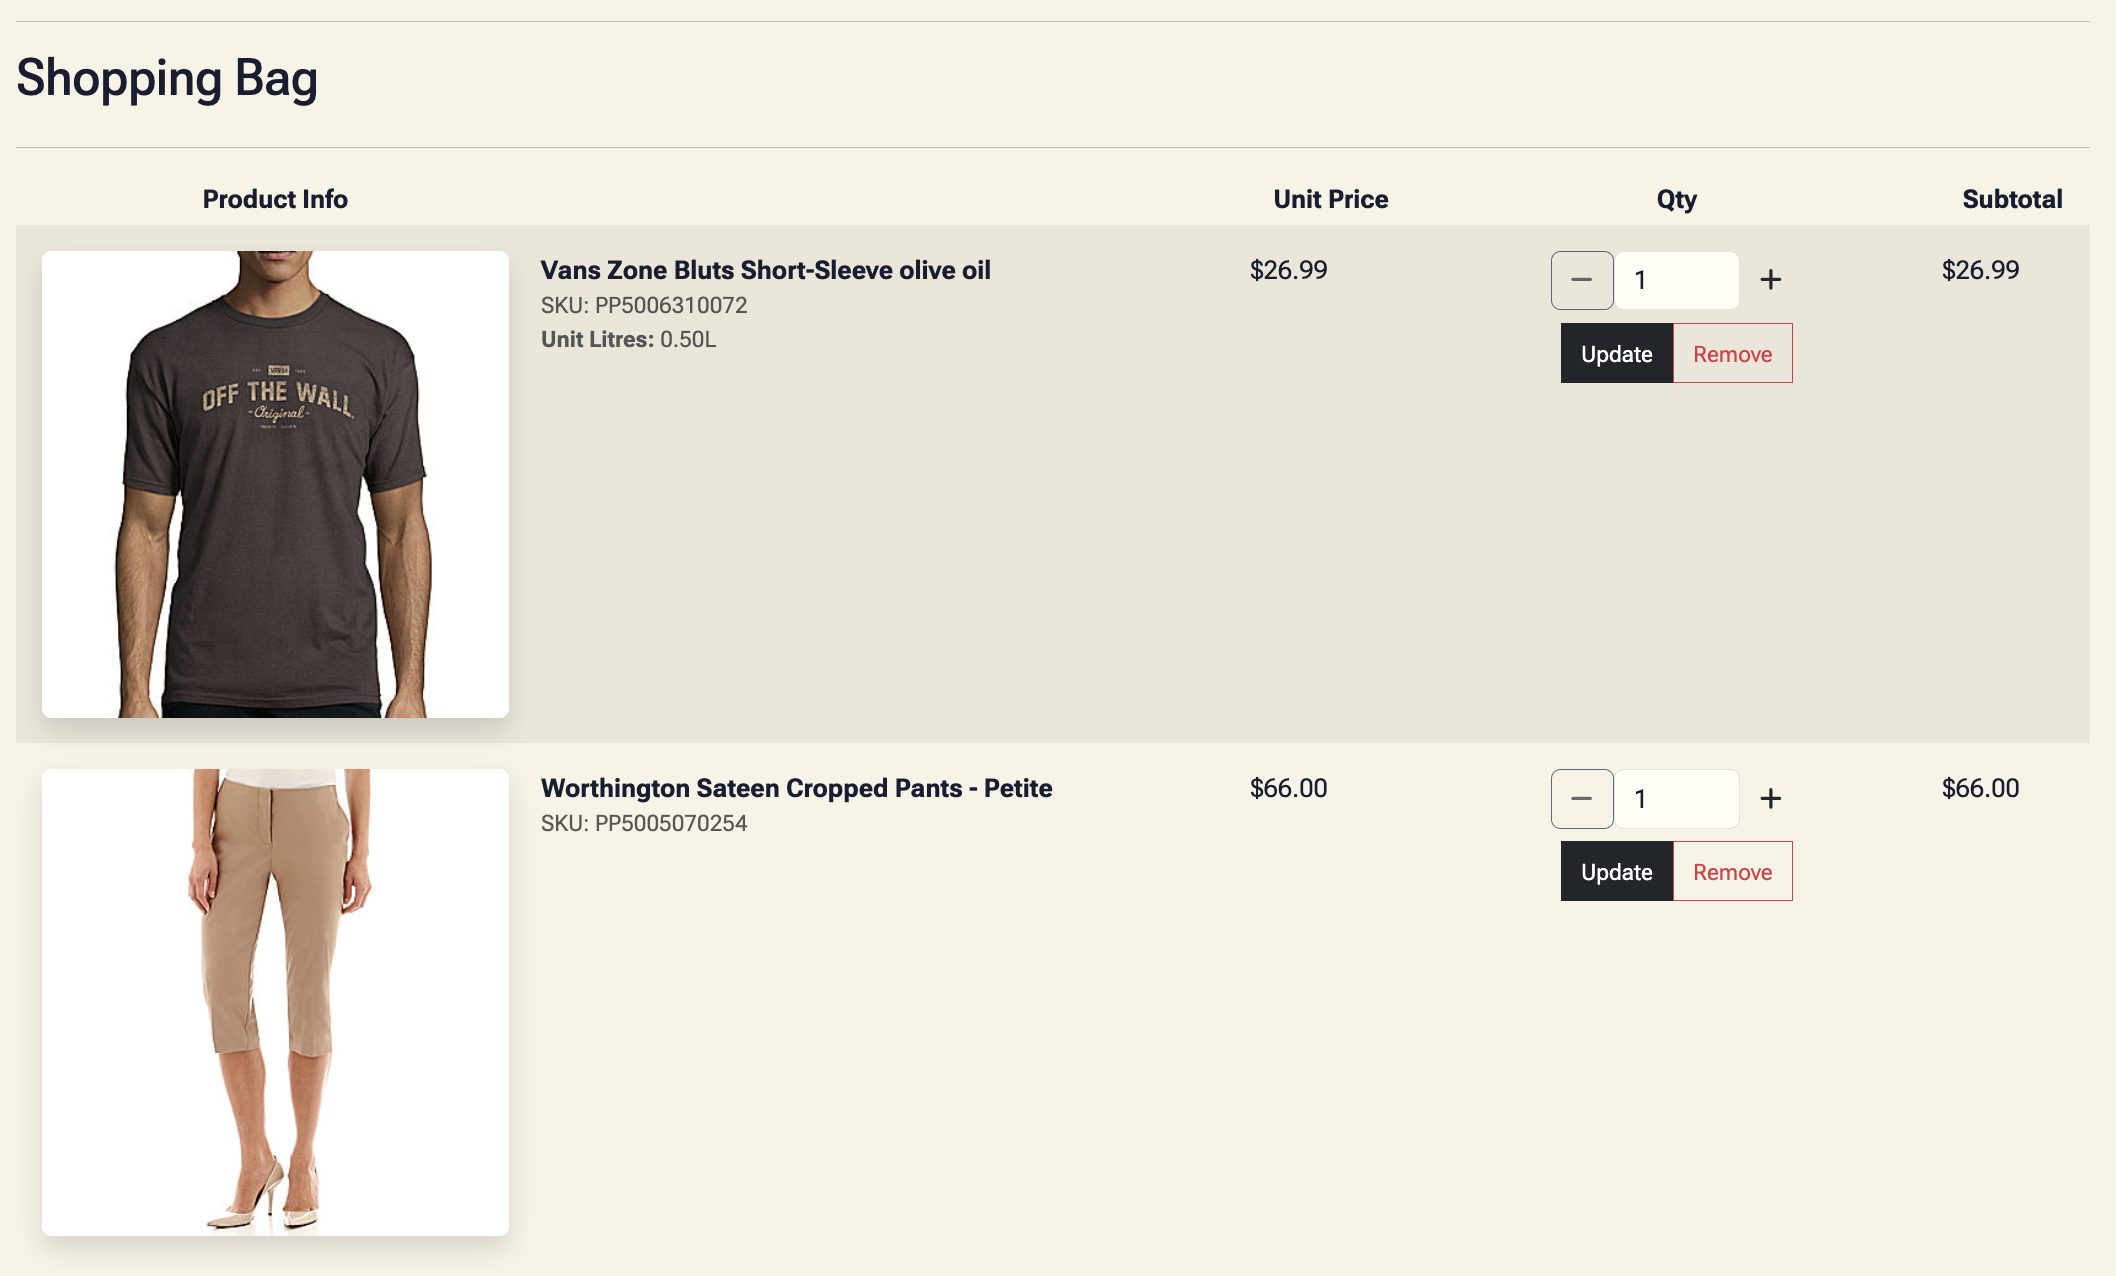 Shopping Bag
Product Info Unit Price Qty Subtotal
Vans Zone Bluts Short-Sleeve olive oil $26.99 1 $26.99
SKU: PP5006310072
Unit Litres: 0.50L
Update Remove
OFF THE WALL
-Original-
Worthington Sateen Cropped Pants - Petite $66.00 1 $66.00
SKU: PP5005070254
Update Remove